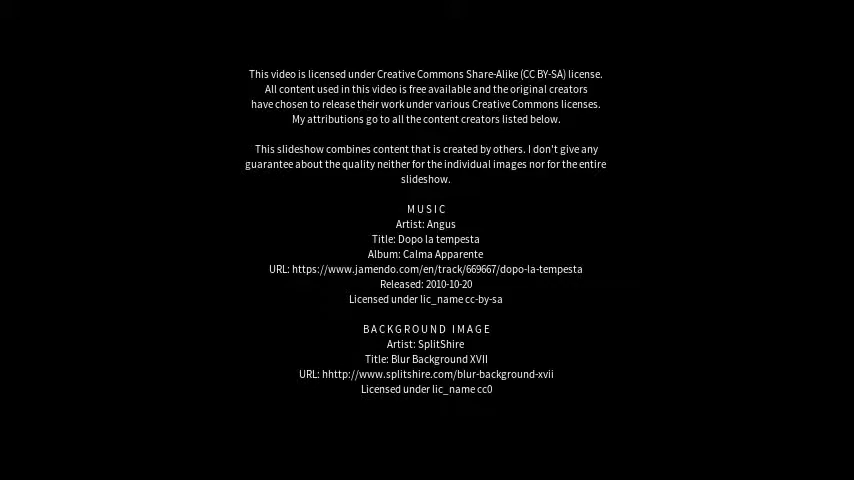 This video is licensed under Creative Commons Share-Alike (CC BY-SA) license.
All content used in this video is free available and the original creators
have chosen to release their work under various Creative Commons licenses.
My attributions go to all the content creators listed below.
This slideshow combines content that is created by others. I don't give any
guarantee about the quality neither for the individual images nor for the entire
slideshow.
M U S I C
Artist: Angus
Title: Dopo la tempesta
Album: Calma Apparente
URL: https://www.jamendo.com/en/track/669667/dopo-la-tempesta
Released: 2010-10-20
Licensed under lic_name cc-by-sa
B A C K G R O U N D   I M A G E
Artist: SplitShire
Title: Blur Background XVII
URL: hhttp://www.splitshire.com/blur-background-xvii
Licensed under lic_name cc0